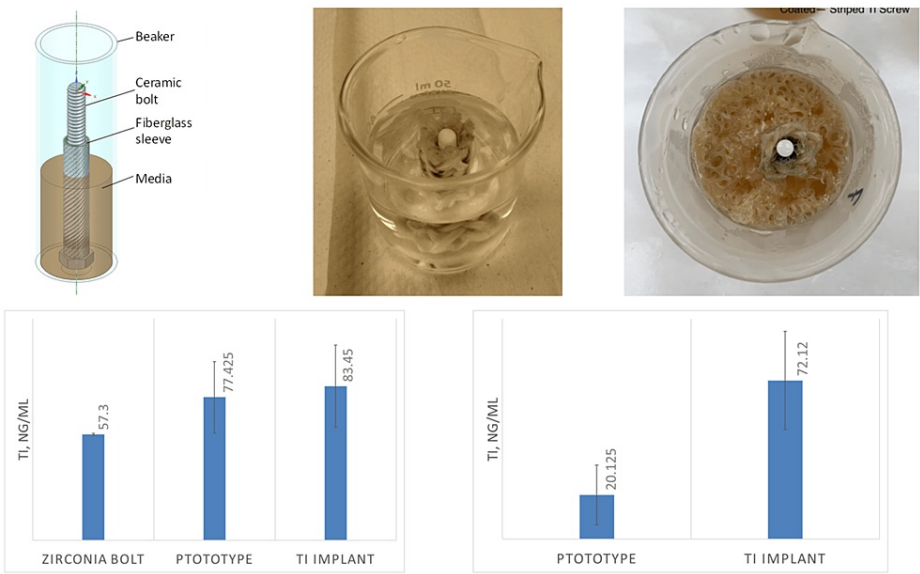 Coated— Striped Ti Screw
Beaker
Ceramic
bolt
Fiberglass
sleeve
Media
50 ml
TI, NG/ML
57.3
77.425
83.45
ZIRCONIA BOLT
PTOTOTYPE
TI IMPLANT
TI, NG/ML
20.125
72.12
PTOTOTYPE
TI IMPLANT